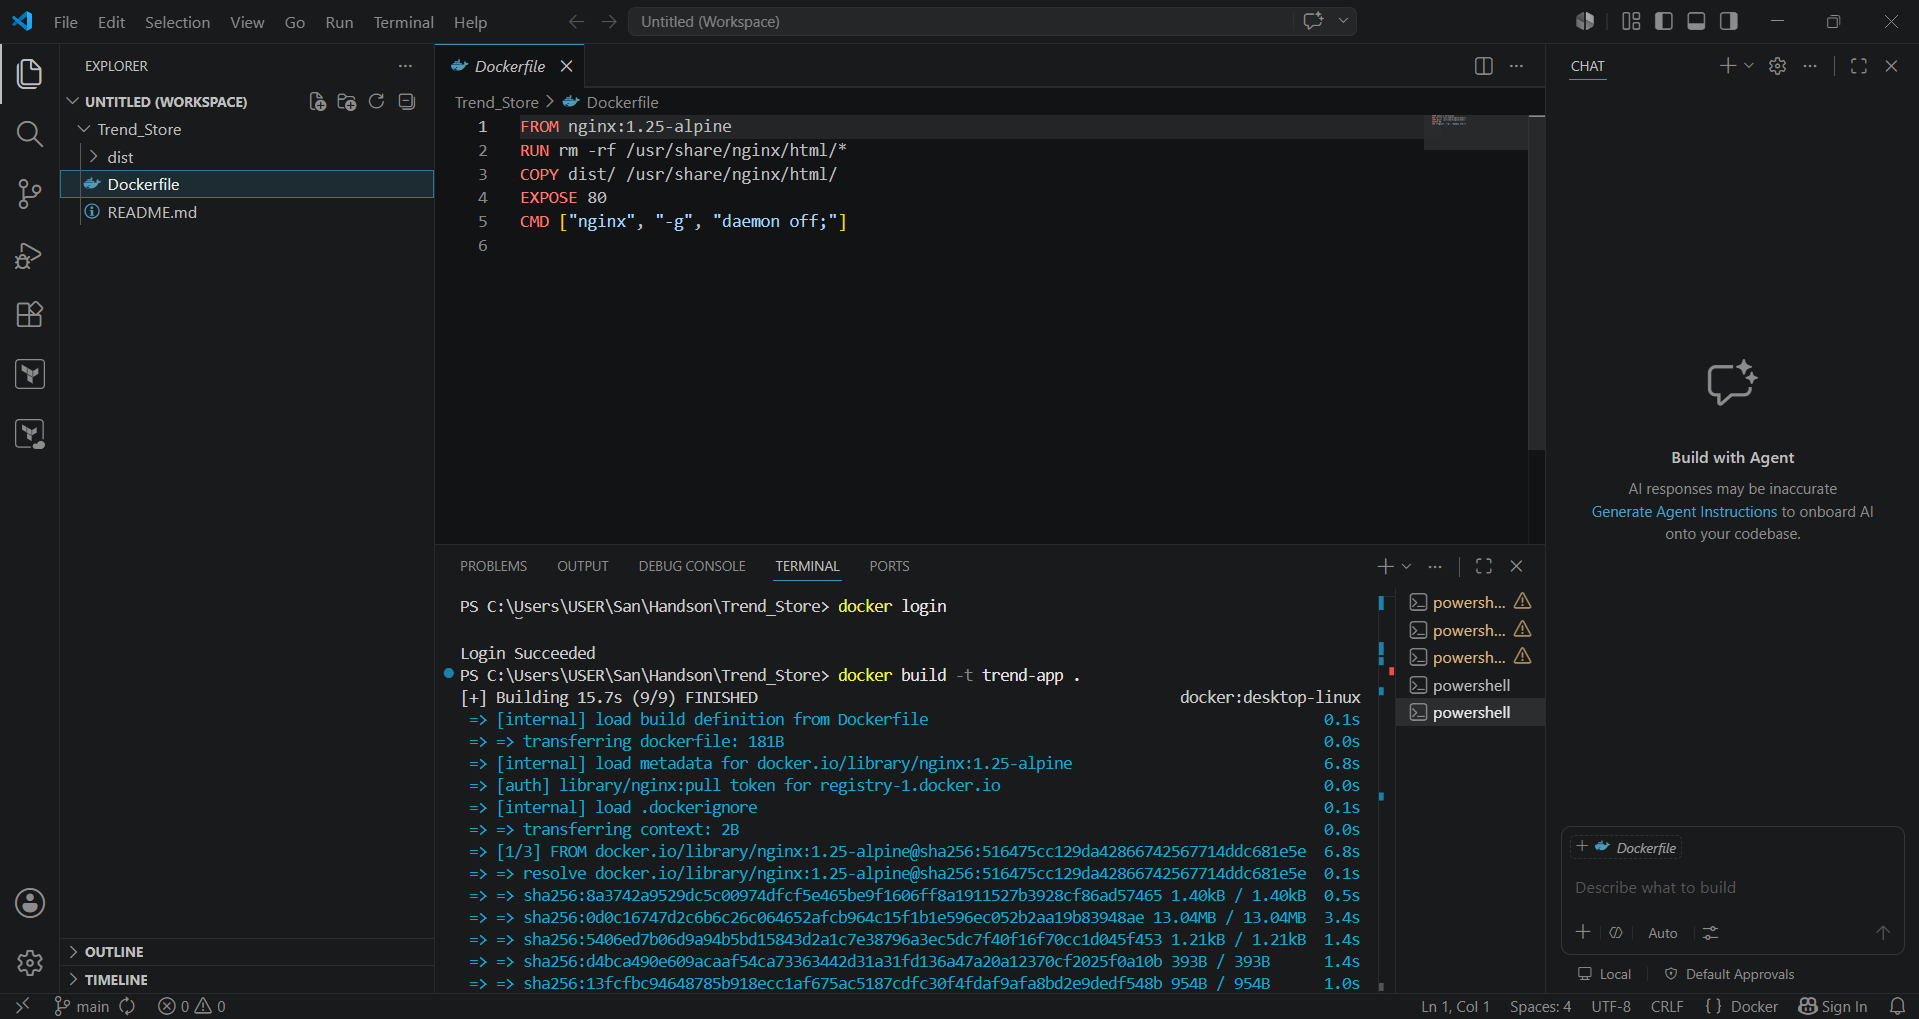 File Edit Selection View Go Run Terminal Help
Untitled (Workspace)
EXPLORER
UNTITLED (WORKSPACE)
Trend_Store
dist
Dockerfile
README.md
OUTLINE
TIMELINE
Dockerfile
Trend_Store > Dockerfile
1 FROM nginx:1.25-alpine
2 RUN rm -rf /usr/share/nginx/html/*
3 COPY dist/ /usr/share/nginx/html/
4 EXPOSE 80
5 CMD ["nginx", "-g", "daemon off;"]
6
PROBLEMS OUTPUT DEBUG CONSOLE TERMINAL PORTS
PS C:\Users\USER\San\Handson\Trend_Store> docker login
Login Succeeded
PS C:\Users\USER\San\Handson\Trend_Store> docker build -t trend-app .
[+] Building 15.7s (9/9) FINISHED docker:desktop-linux
=> [internal] load build definition from Dockerfile 0.1s
=> => transferring dockerfile: 181B 0.0s
=> [internal] load metadata for docker.io/library/nginx:1.25-alpine 6.8s
=> [auth] library/nginx:pull token for registry-1.docker.io 0.0s
=> [internal] load .dockerignore 0.1s
=> => transferring context: 2B 0.0s
=> [1/3] FROM docker.io/library/nginx:1.25-alpine@sha256:516475cc129da42866742567714ddc681e5e 6.8s
=> => resolve docker.io/library/nginx:1.25-alpine@sha256:516475cc129da42866742567714ddc681e5e 0.1s
=> => sha256:8a3742a9529dc5c00974dfcf5e465be9f1606ff8a1911527b3928cf86ad57465 1.40kB / 1.40kB 0.5s
=> => sha256:0d0c16747d2c6b6c26c064652afcb964c15f1b1e596ec052b2aa19b83948ae 13.04MB / 13.04MB 3.4s
=> => sha256:5406ed7b06d9a94b5bd15843d2a1c7e38796a3ec5dc7f40f16f70cc1d045f453 1.21kB / 1.21kB 1.4s
=> => sha256:d4bca490e609acaaf54ca73363442d31a31fd136a47a20a12370cf2025f0a10b 393B / 393B 1.4s
=> => sha256:13fcfbc94648785b918ecc1af675ac5187cdfc30f4fdaf9afa8bd2e9dedf548b 954B / 954B 1.0s
powersh...
powersh...
powersh...
powershell
powershell
CHAT
Build with Agent
AI responses may be inaccurate
Generate Agent Instructions to onboard AI
onto your codebase.
Dockerfile
Describe what to build
Auto
Local Default Approvals
main 0 0
Ln 1, Col 1 Spaces: 4 UTF-8 CRLF { } Docker Sign In